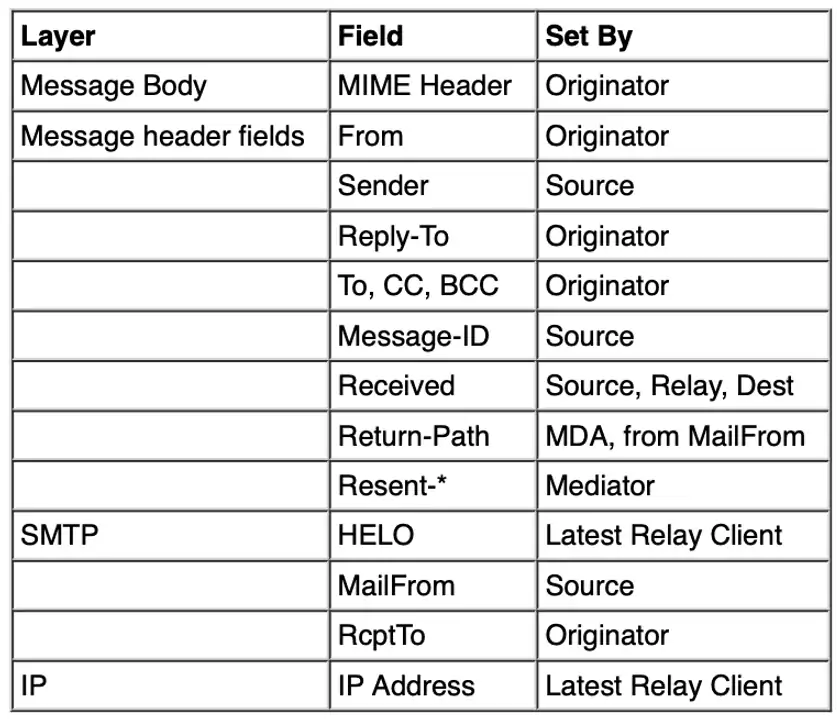 Layer Field Set By
Message Body MIME Header Originator
Message header fields From Originator
Sender Source
Reply-To Originator
To, CC, BCC Originator
Message-ID Source
Received Source, Relay, Dest
Return-Path MDA, from MailFrom
Resent-* Mediator
SMTP HELO Latest Relay Client
MailFrom Source
RcptTo Originator
IP IP Address Latest Relay Client